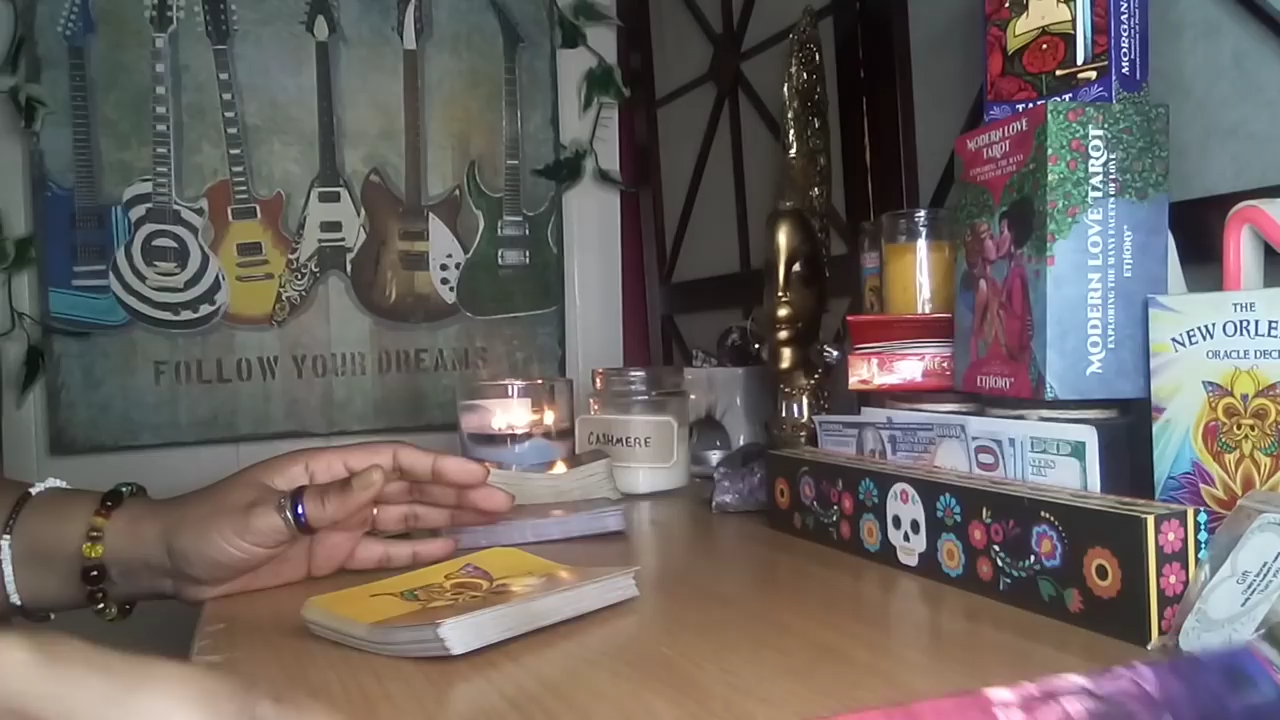 FOLLOW YOUR DREAMS
CASHMERE
MORGAN
TAROT
MODERN LOVE
TAROT
EXPLORING THE MANY
FACETS OF LOVE
ETHONY
MODERN LOVE TAROT
EXPLORING THE MANY FACETS OF LOVE
ETHONY
THE
NEW ORLE
ORACLE DEC
Gift